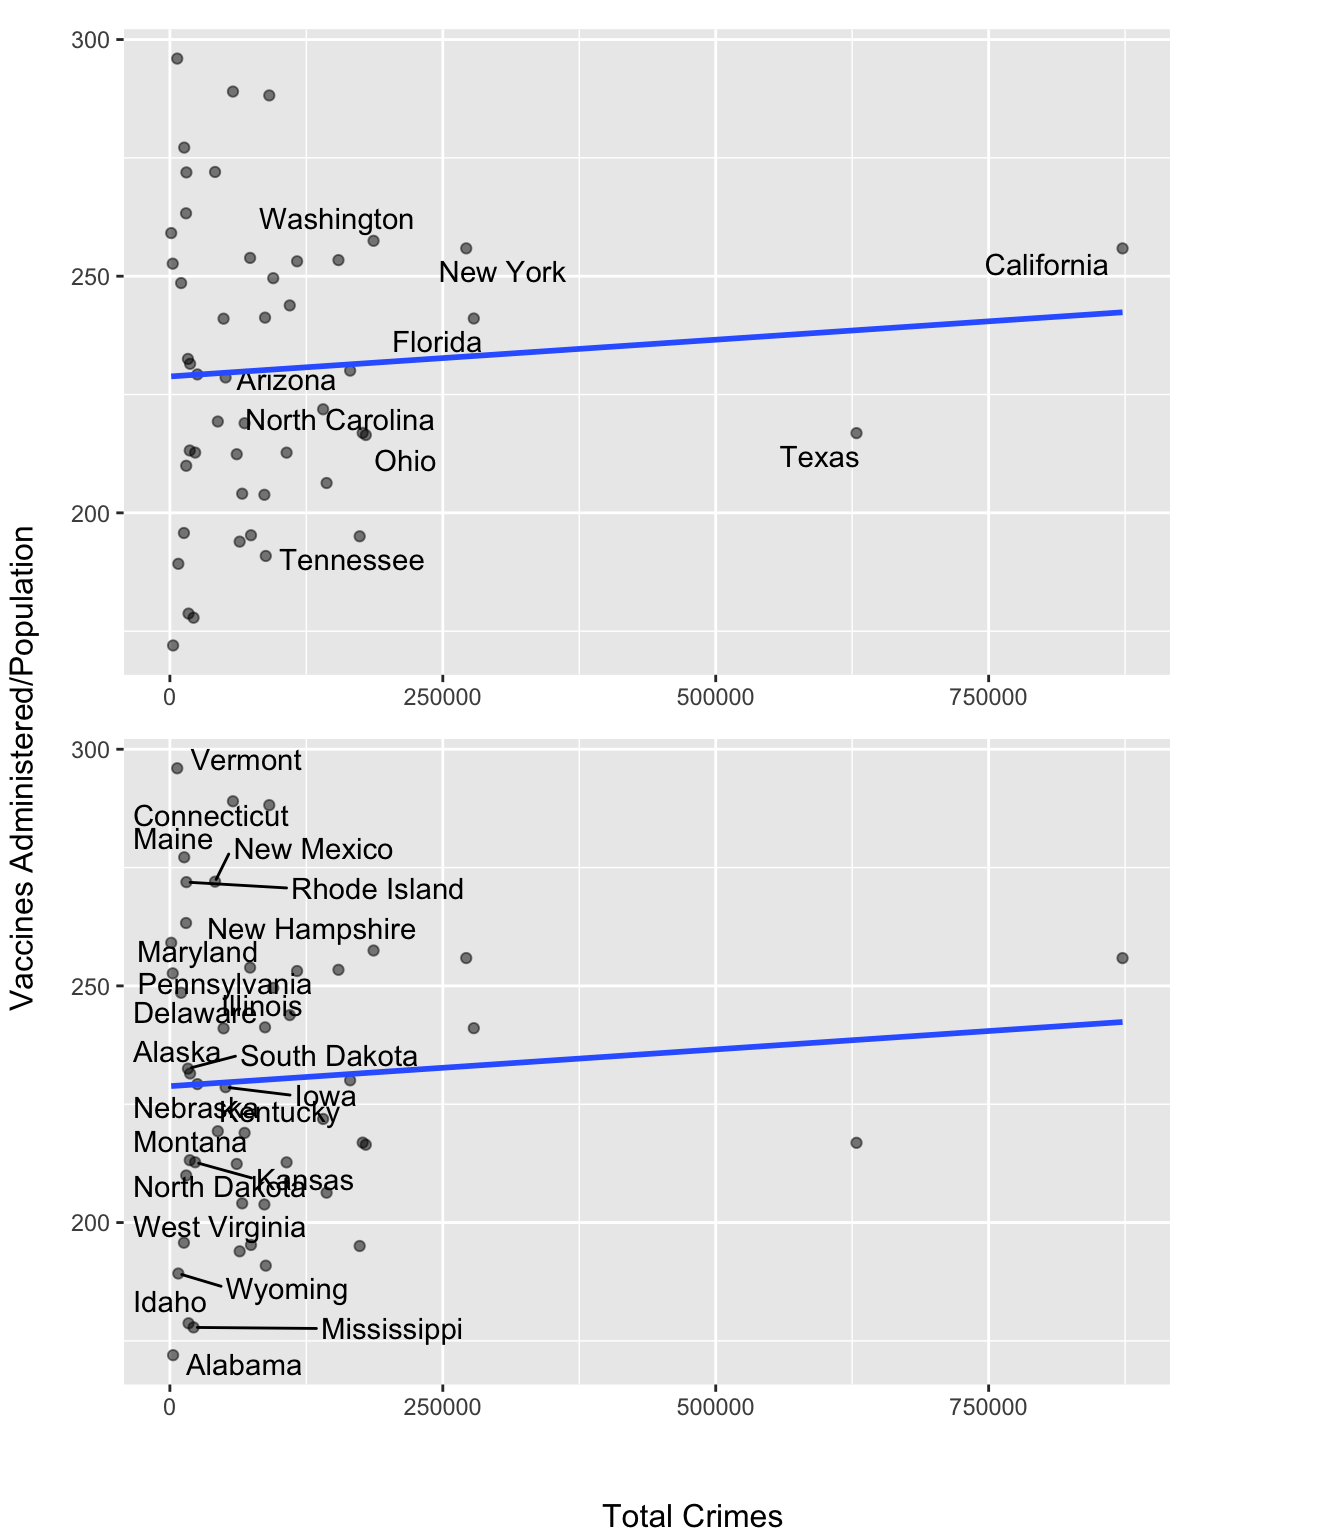 300
Washington
New York
California
250
Florida
Arizona
North Carolina
Ohio
Texas
200
Tennessee
0
250000
500000
750000
Vaccines Administered/Population
300
Vermont
Connecticut
Maine
New Mexico
Rhode Island
New Hampshire
Maryland
250
Pennsylvania
Illinois
Delaware
Alaska
South Dakota
Iowa
Nebraska
Kentucky
Montana
Kansas
North Dakota
200
West Virginia
Wyoming
Idaho
Mississippi
Alabama
0
250000
500000
750000
Total Crimes